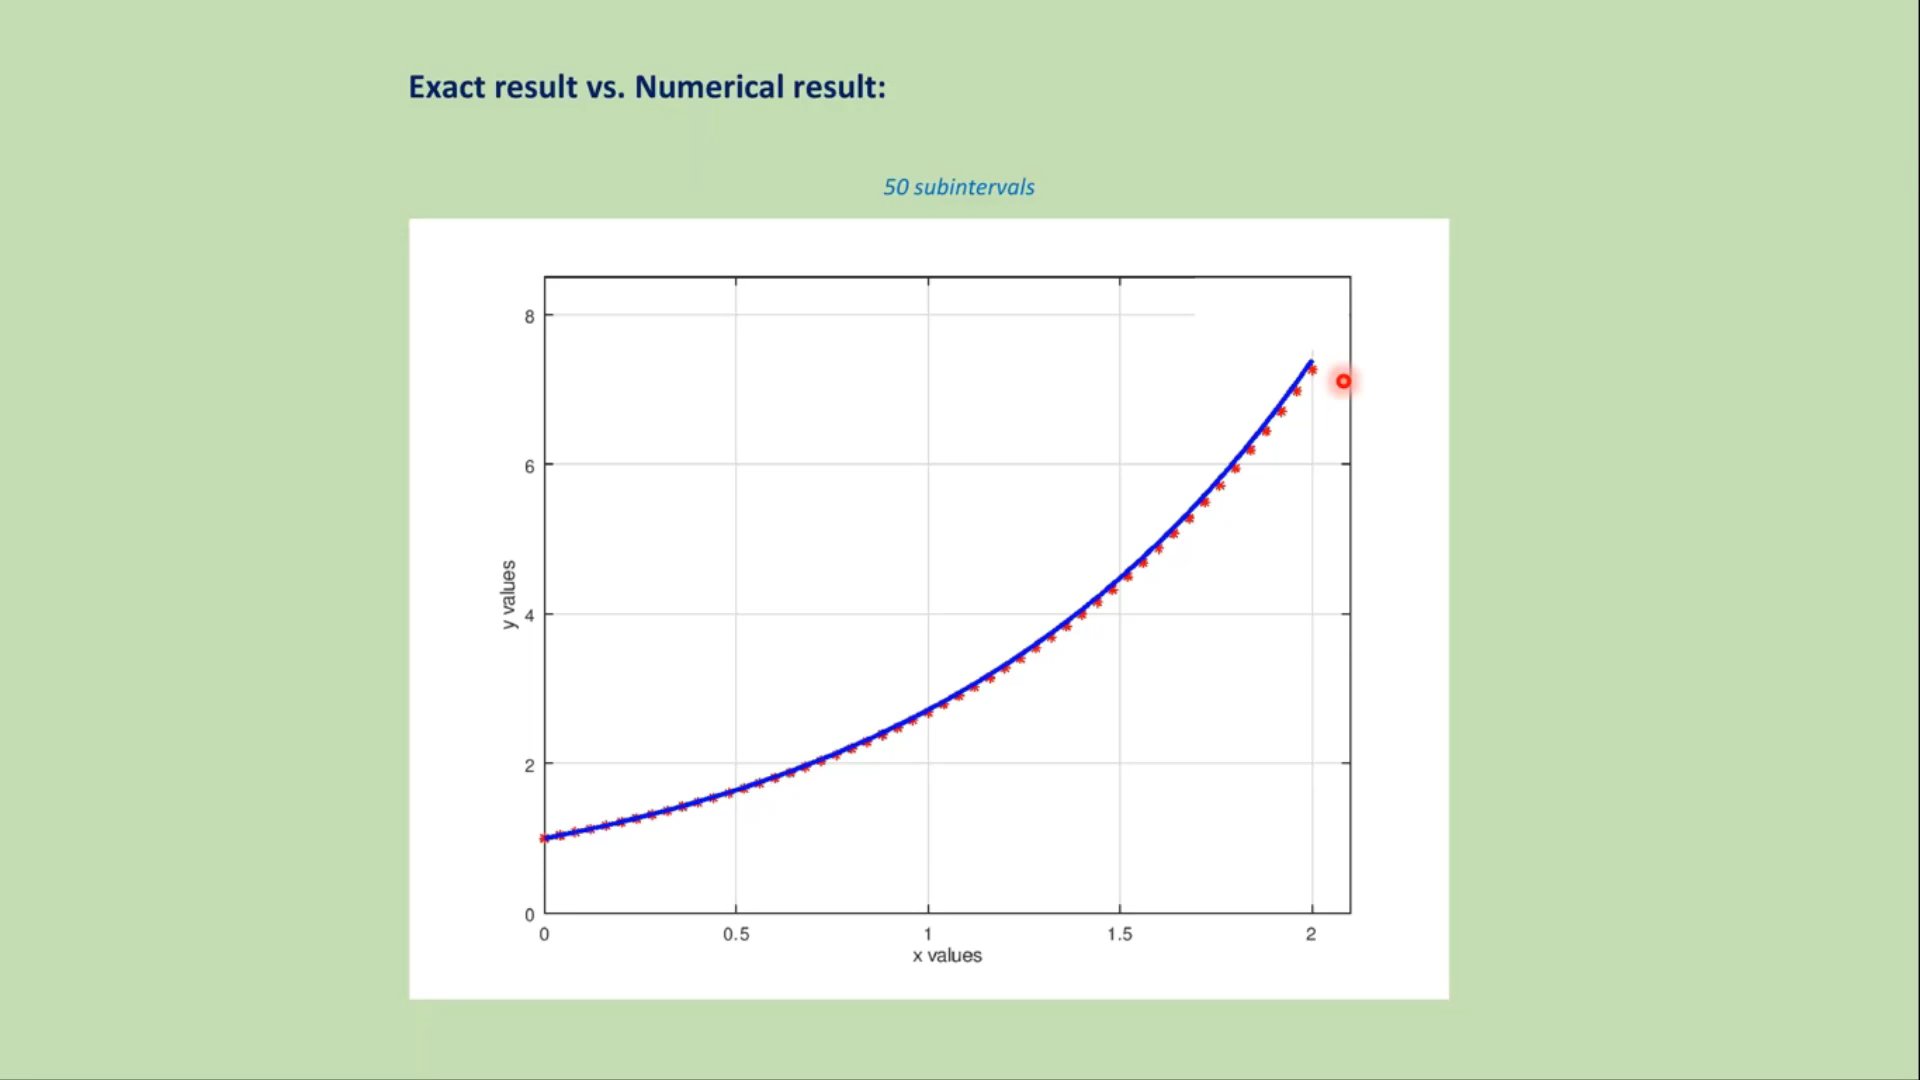 Exact result vs. Numerical result:
50 subintervals
8
6
4
2
0
y values
0 0.5 1 1.5 2
x values